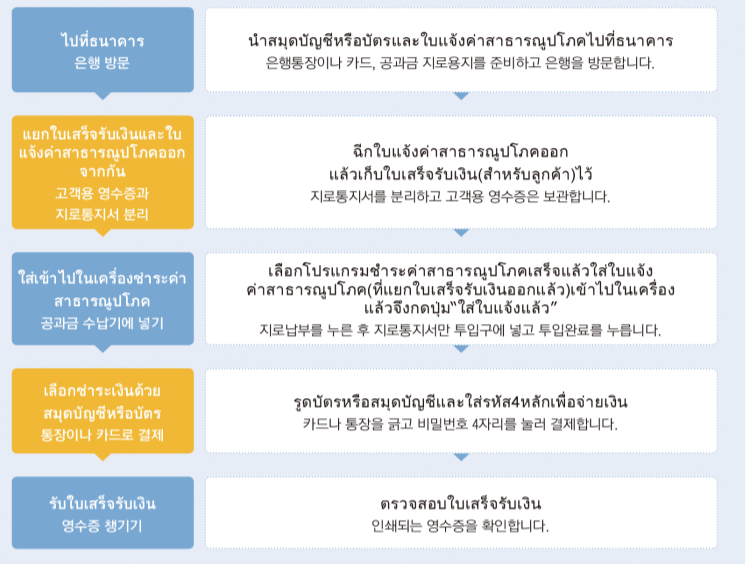 ไปที่ธนาคาร
은행 방문
นำสมุดบัญชีหรือบัตรและใบแจ้งค่าสาธารณูปโภคไปที่ธนาคาร
은행통장이나 카드, 공과금 지로용지를 준비하고 은행을 방문합니다.
แยกใบเสร็จรับเงินและใบ
แจ้งค่าสาธารณูปโภคออก
จากกัน
고객용 영수증과
지로통지서 분리
ฉีกใบแจ้งค่าสาธารณูปโภคออก
แล้วเก็บใบเสร็จรับเงิน(สำหรับลูกค้า)ไว้
지로통지서를 분리하고 고객용 영수증은 보관합니다.
ใส่เข้าไปในเครื่องชำระค่า
สาธารณูปโภค
공과금 수납기에 넣기
เลือกโปรแกรมชำระค่าสาธารณูปโภคเสร็จแล้วใส่ใบแจ้ง
ค่าสาธารณูปโภค(ที่แยกใบเสร็จรับเงินออกแล้ว)เข้าไปในเครื่อง
แล้วจึงกดปุ่ม“ใส่ใบแจ้งแล้ว”
지로납부를 누른 후 지로통지서만 투입구에 넣고 투입완료를 누릅니다.
เลือกชำระเงินด้วย
สมุดบัญชีหรือบัตร
통장이나 카드로 결제
รูดบัตรหรือสมุดบัญชีและใส่รหัส4หลักเพื่อจ่ายเงิน
카드나 통장을 긁고 비밀번호 4자리를 눌러 결제합니다.
รับใบเสร็จรับเงิน
영수증 챙기기
ตรวจสอบใบเสร็จรับเงิน
인쇄되는 영수증을 확인합니다.